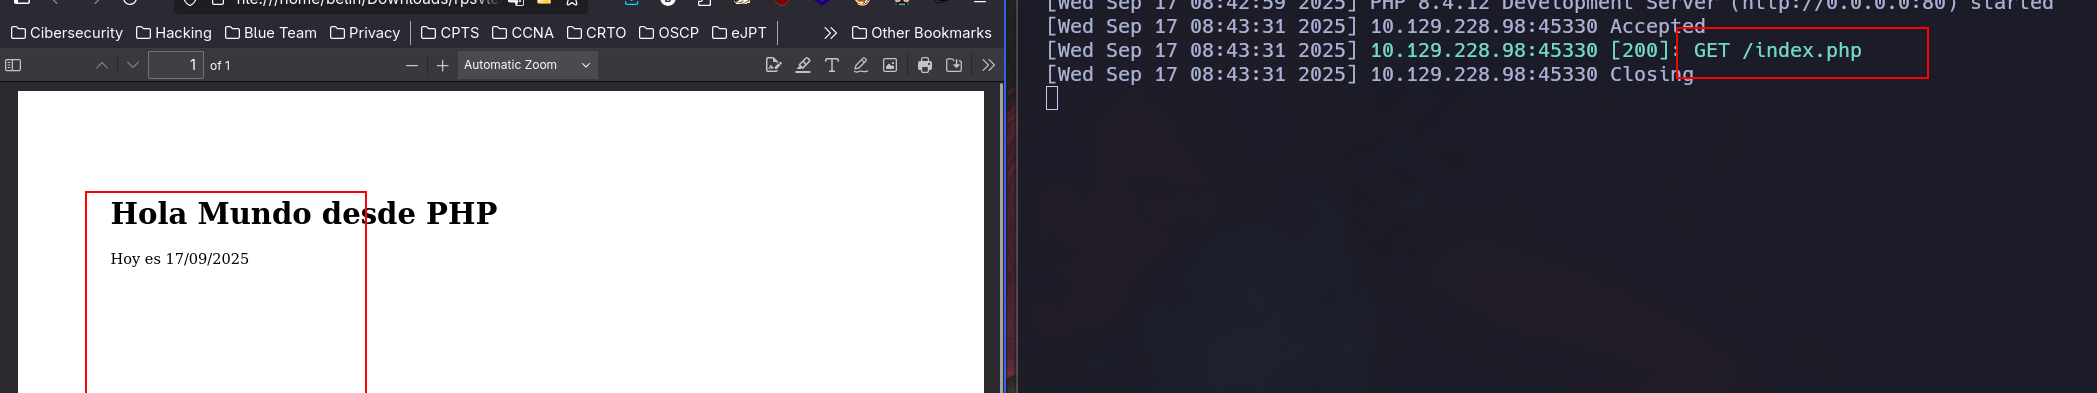 file:///home/belin/Downloads/rpsvl
Cibersecurity Hacking Blue Team Privacy CPTS CCNA CRTO OSCP eJPT Other Bookmarks
1 of 1 Automatic Zoom
Hola Mundo desde PHP
Hoy es 17/09/2025
[Wed Sep 17 08:42:59 2025] PHP 8.4.12 Development Server (http://0.0.0.0:80) started
[Wed Sep 17 08:43:31 2025] 10.129.228.98:45330 Accepted
[Wed Sep 17 08:43:31 2025] 10.129.228.98:45330 [200]: GET /index.php
[Wed Sep 17 08:43:31 2025] 10.129.228.98:45330 Closing